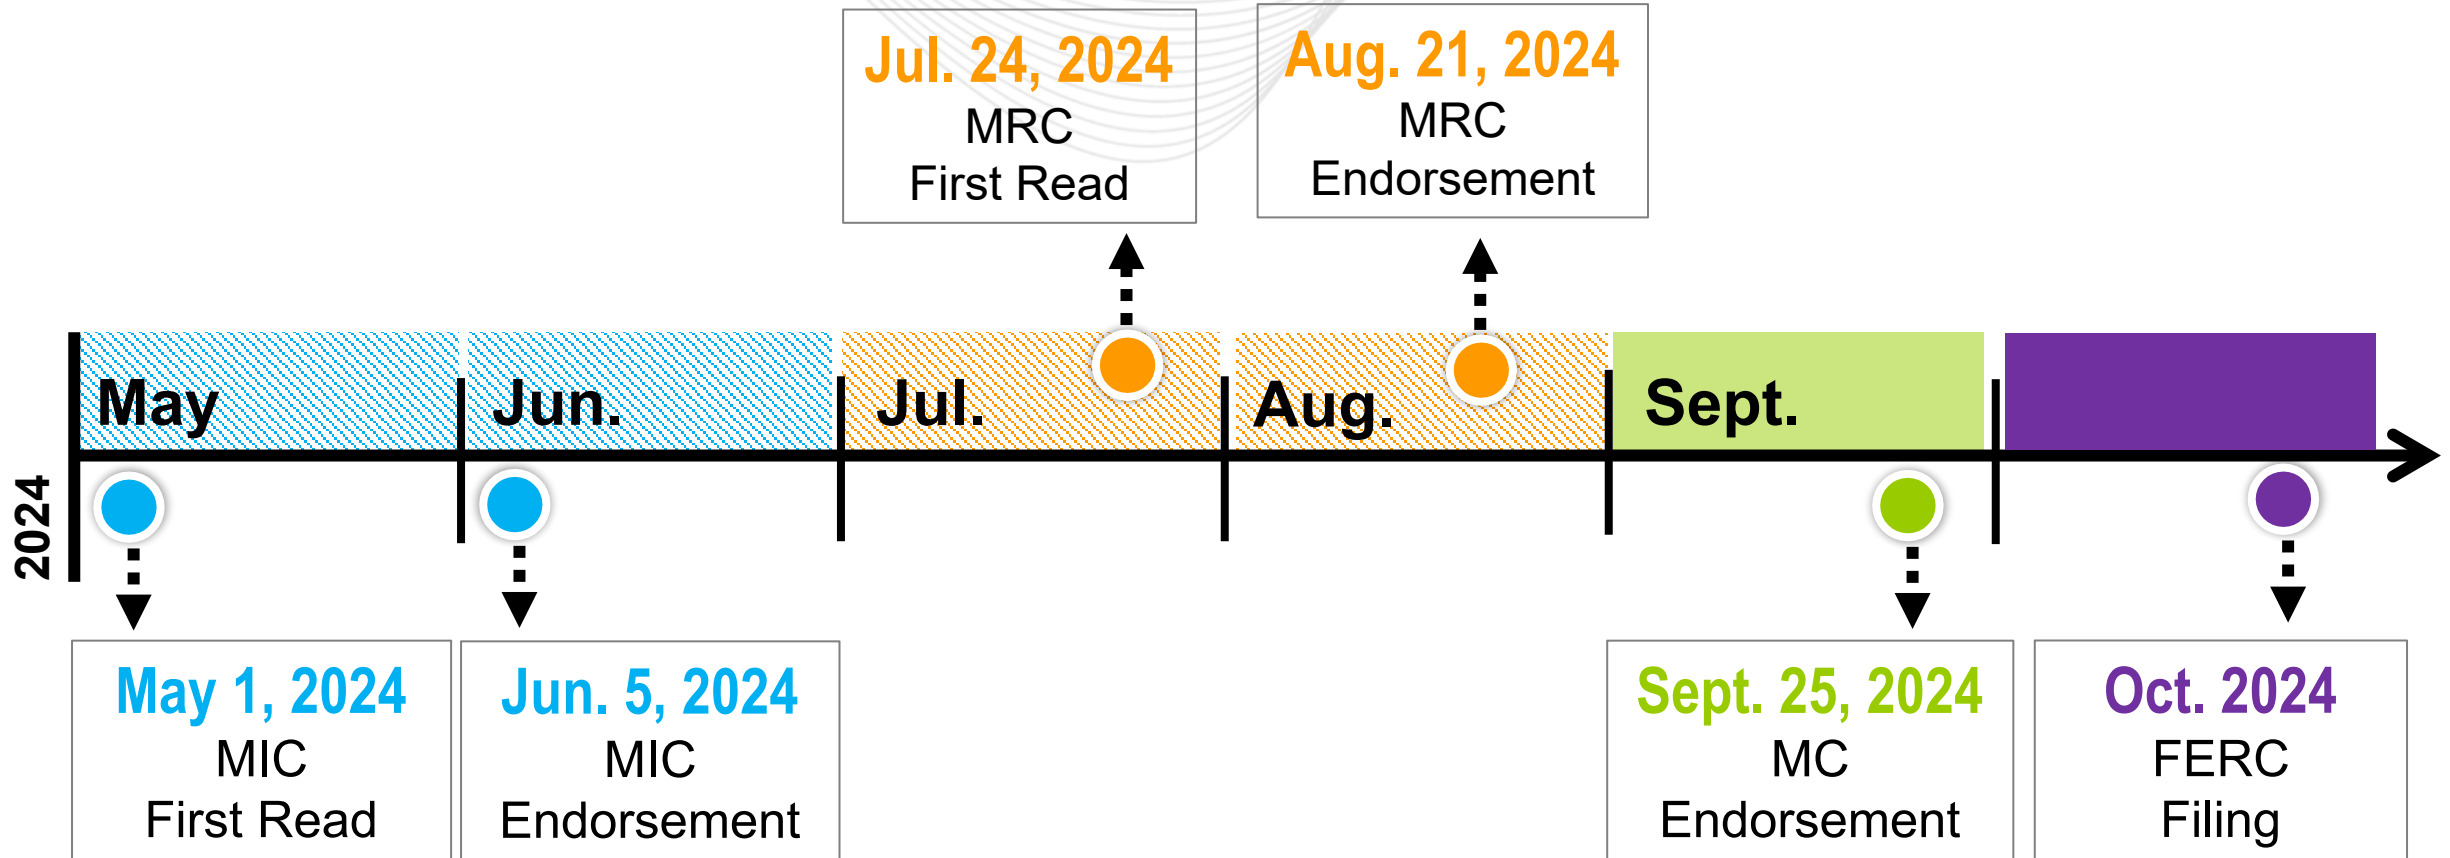 Jul. 24, 2024
MRC
First Read
Aug. 21, 2024
MRC
Endorsement
2024
May
Jun.
Jul.
Aug.
Sept.
May 1, 2024
MIC
First Read
Jun. 5, 2024
MIC
Endorsement
Sept. 25, 2024
MC
Endorsement
Oct. 2024
FERC
Filing